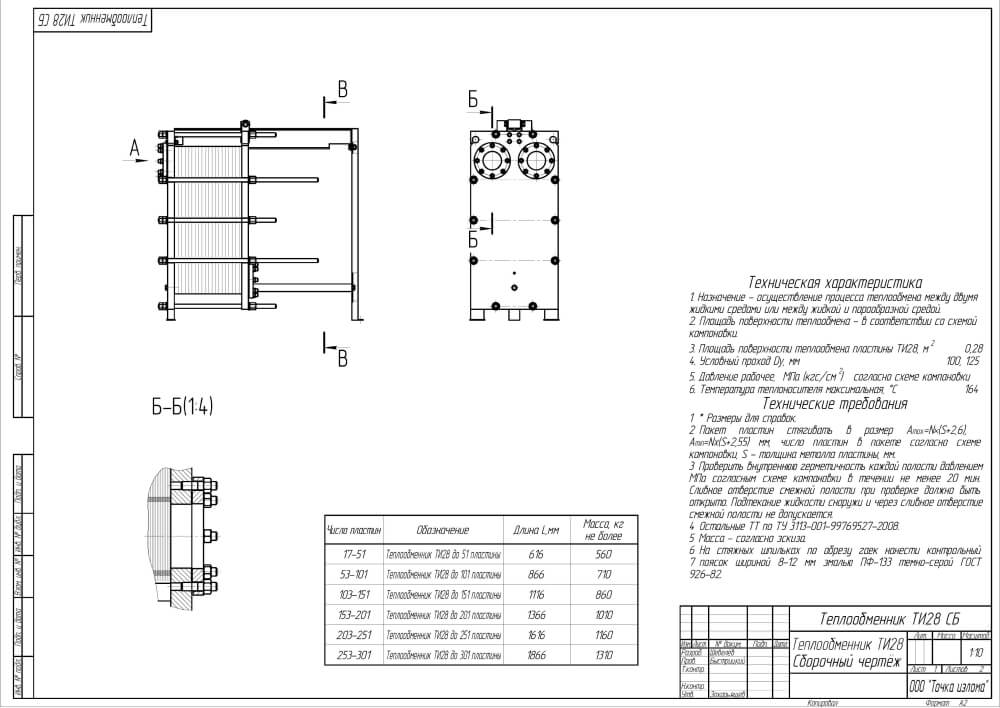 Теплообменник ТИ28 СБ
Перв. примен.
Справ. №
Подп. и дата
Инв. № дубл.
Взам. инв. №
Подп. и дата
Инв. № подл.
А
В
В
Б
Б
Б-Б(1:4)
Техническая характеристика
1. Назначение – осуществление процесса теплообмена между двумя
жидкими средами или между жидкой и парообразной средой.
2. Площадь поверхности теплообмена – в соответствии со схемой
компоновки.
3. Площадь поверхности теплообмена пластины ТИ28, м² 0,28
4. Условный проход Dy, мм 100, 125
5. Давление рабочее, МПа (кгс/см²) согласно схеме компоновки
6. Температура теплоносителя максимальная, °С 164
Технические требования
1 * Размеры для справок.
2 Пакет пластин стягивать в размер Amax=Nx(S+2,6),
Amin=Nx(S+2,55) мм, число пластин в пакете согласно схеме
компоновки, S – толщина металла пластины, мм.
3 Проверить внутреннюю герметичность каждой полости давлением
МПа согласным схеме компоновки в течении не менее 20 мин.
Сливное отверстие смежной полости при проверке должно быть
открыто. Подтекание жидкости снаружи и через сливное отверстие
смежной полости не допускается.
4 Остальные ТТ по ТУ 3113-001-99769527-2008.
5 Масса – согласно эскиза.
6 На стяжных шпильках по обрезу гаек нанести контрольный
7 поясок шириной 8-12 мм эмалью ПФ-133 темно-серой ГОСТ
926-82.
Число пластин Обозначение Длина L,мм Масса, кг не более
17-51 Теплообменник ТИ28 до 51 пластины 616 560
53-101 Теплообменник ТИ28 до 101 пластины 866 710
103-151 Теплообменник ТИ28 до 151 пластины 1116 860
153-201 Теплообменник ТИ28 до 201 пластины 1366 1010
203-251 Теплообменник ТИ28 до 251 пластины 1616 1160
253-301 Теплообменник ТИ28 до 301 пластины 1866 1310
Теплообменник ТИ28 СБ
Изм. Лист № докум. Подп. Дата
Разраб. Шевелев
Пров. Быстрицкой
Т.контр.
Н.контр.
Утв.
Теплообменник ТИ28
Сборочный чертёж
Лит. Масса Масштаб
1:10
Лист 1 Листов 2
ООО "Точка излома"
Копировал Формат А2